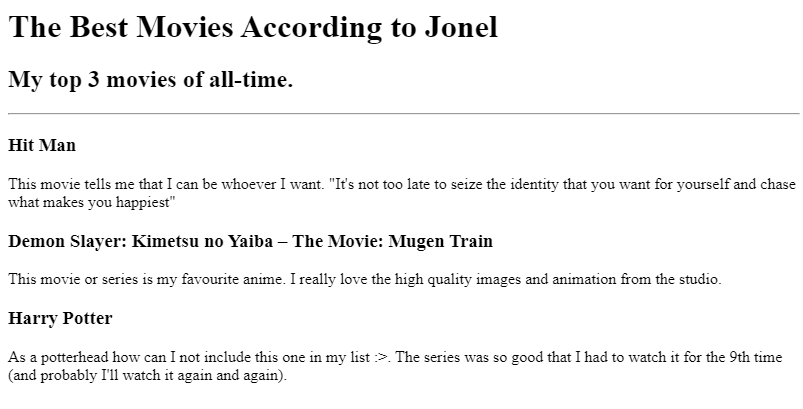 The Best Movies According to Jonel
My top 3 movies of all-time.
Hit Man
This movie tells me that I can be whoever I want. "It's not too late to seize the identity that you want for yourself and chase
what makes you happiest"
Demon Slayer: Kimetsu no Yaiba – The Movie: Mugen Train
This movie or series is my favourite anime. I really love the high quality images and animation from the studio.
Harry Potter
As a potterhead how can I not include this one in my list :>. The series was so good that I had to watch it for the 9th time
(and probably I'll watch it again and again).